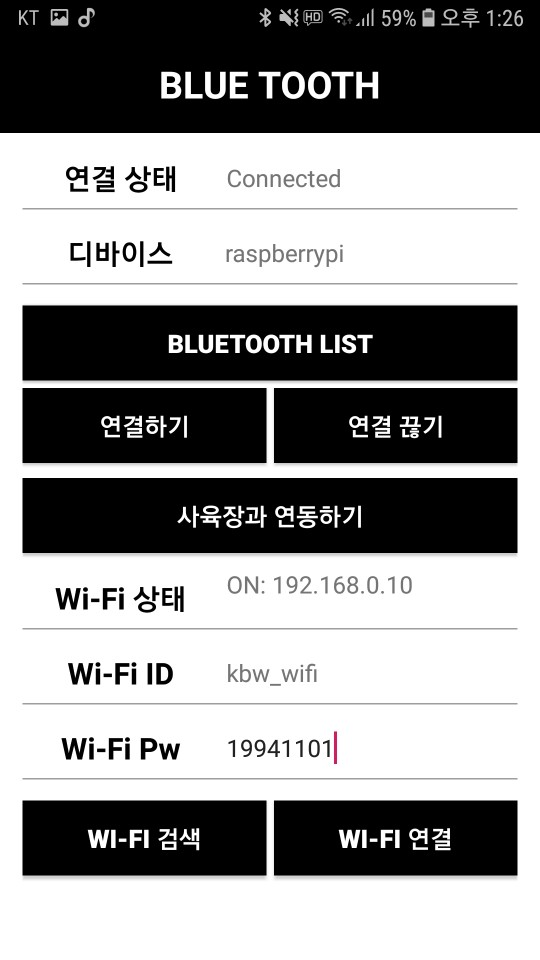 KT HD 59% 오후 1:26
BLUE TOOTH
연결 상태 Connected
디바이스 raspberrypi
BLUETOOTH LIST
연결하기 연결 끊기
사육장과 연동하기
Wi-Fi 상태 ON: 192.168.0.10
Wi-Fi ID kbw_wifi
Wi-Fi Pw 19941101
WI-FI 검색 WI-FI 연결